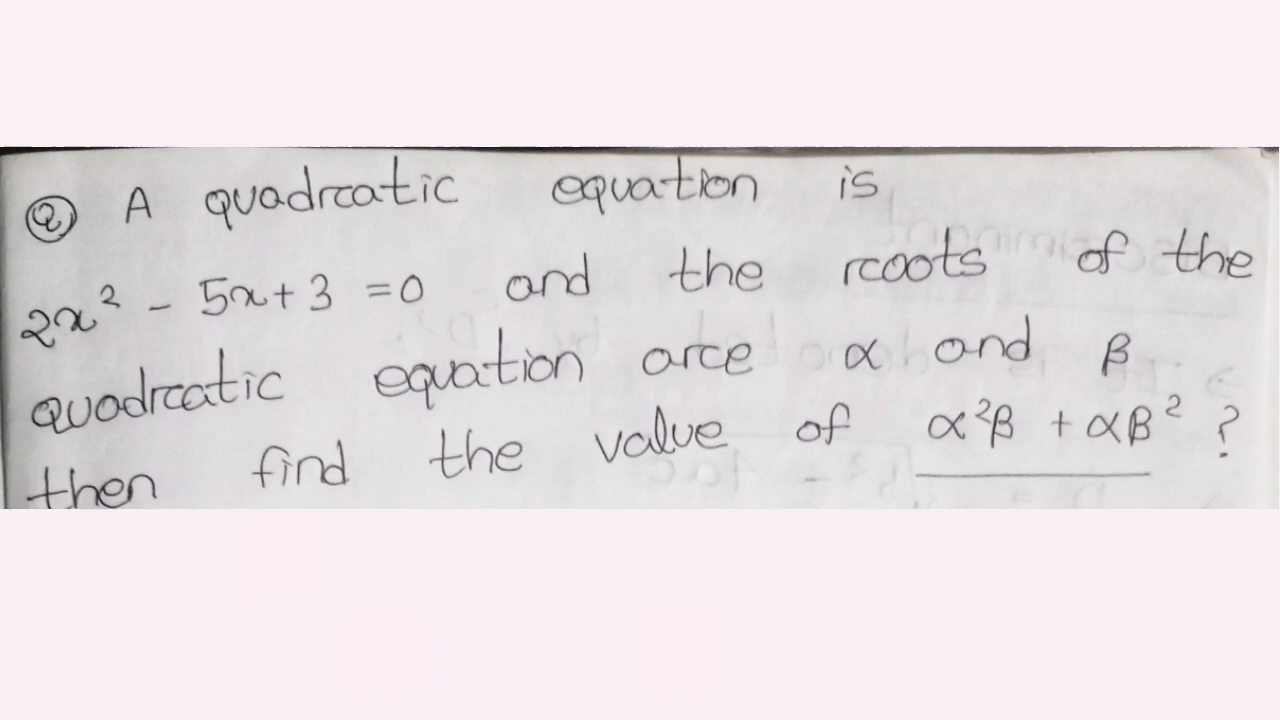 Q A quadratic equation is
2x² - 5x + 3 = 0 and the roots of the
quadratic equation are α and β
then find the value of α²β + αβ² ?